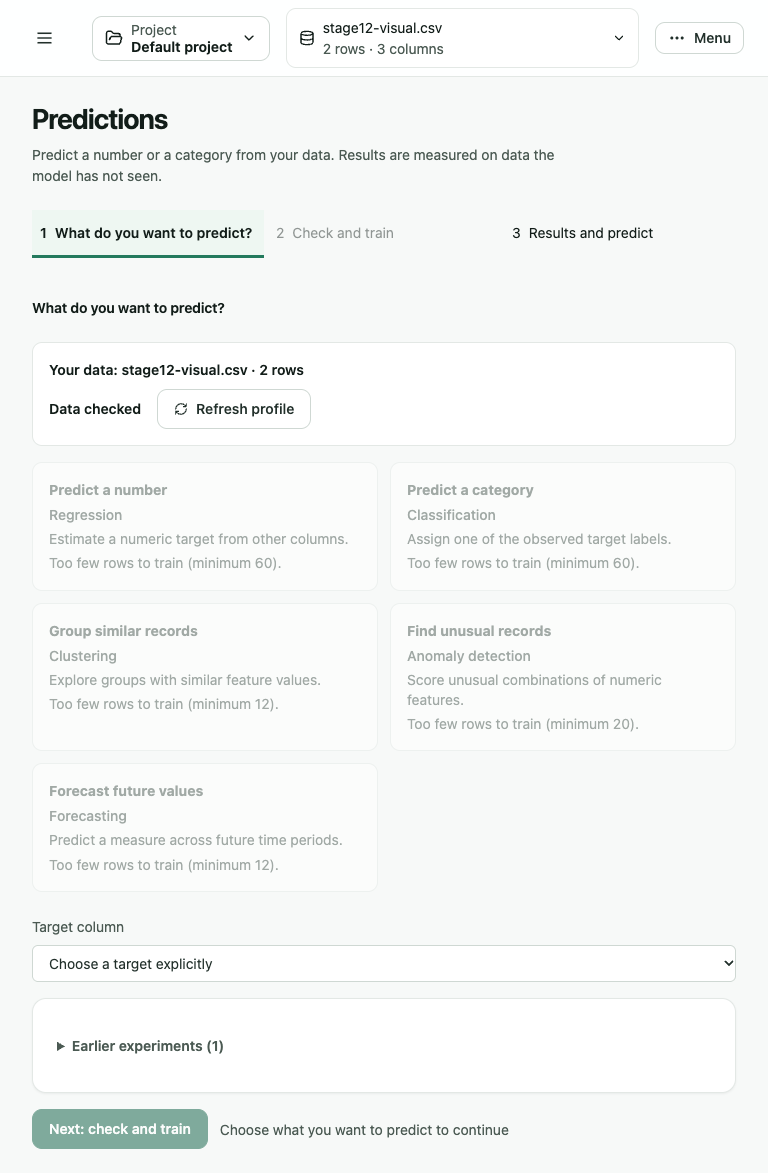 Project
Default project
stage12-visual.csv
2 rows · 3 columns
Menu
Predictions
Predict a number or a category from your data. Results are measured on data the
model has not seen.
1 What do you want to predict?
2 Check and train
3 Results and predict
What do you want to predict?
Your data: stage12-visual.csv · 2 rows
Data checked
Refresh profile
Predict a number
Regression
Estimate a numeric target from other columns.
Too few rows to train (minimum 60).
Predict a category
Classification
Assign one of the observed target labels.
Too few rows to train (minimum 60).
Group similar records
Clustering
Explore groups with similar feature values.
Too few rows to train (minimum 12).
Find unusual records
Anomaly detection
Score unusual combinations of numeric
features.
Too few rows to train (minimum 20).
Forecast future values
Forecasting
Predict a measure across future time periods.
Too few rows to train (minimum 12).
Target column
Choose a target explicitly
Earlier experiments (1)
Next: check and train
Choose what you want to predict to continue